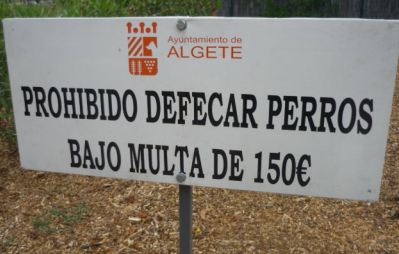 Ayuntamiento de
ALGETE
PROHIBIDO DEFECAR PERROS
BAJO MULTA DE 150€